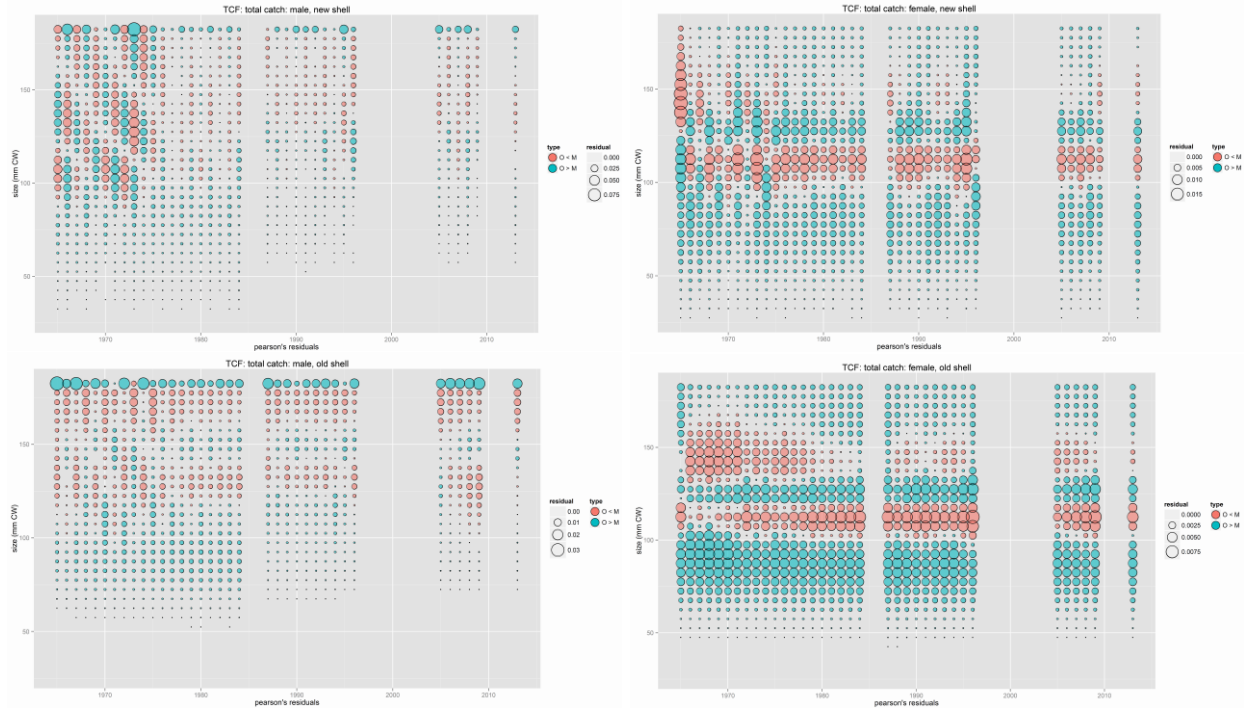 TCF: total catch: male, new shell
size (mm CW)
150
100
50
1970
1980
1990
2000
2010
pearson's residuals
type
O < M
O > M
residual
0.000
0.025
0.050
0.075
TCF: total catch: female, new shell
size (mm CW)
150
100
50
1970
1980
1990
2000
2010
pearson's residuals
residual
0.000
0.005
0.010
0.015
type
O < M
O > M
TCF: total catch: male, old shell
size (mm CW)
150
100
50
1970
1980
1990
2000
2010
pearson's residuals
residual
0.00
0.01
0.02
0.03
type
O < M
O > M
TCF: total catch: female, old shell
size (mm CW)
150
100
50
1970
1980
1990
2000
2010
pearson's residuals
residual
0.0000
0.0025
0.0050
0.0075
type
O < M
O > M